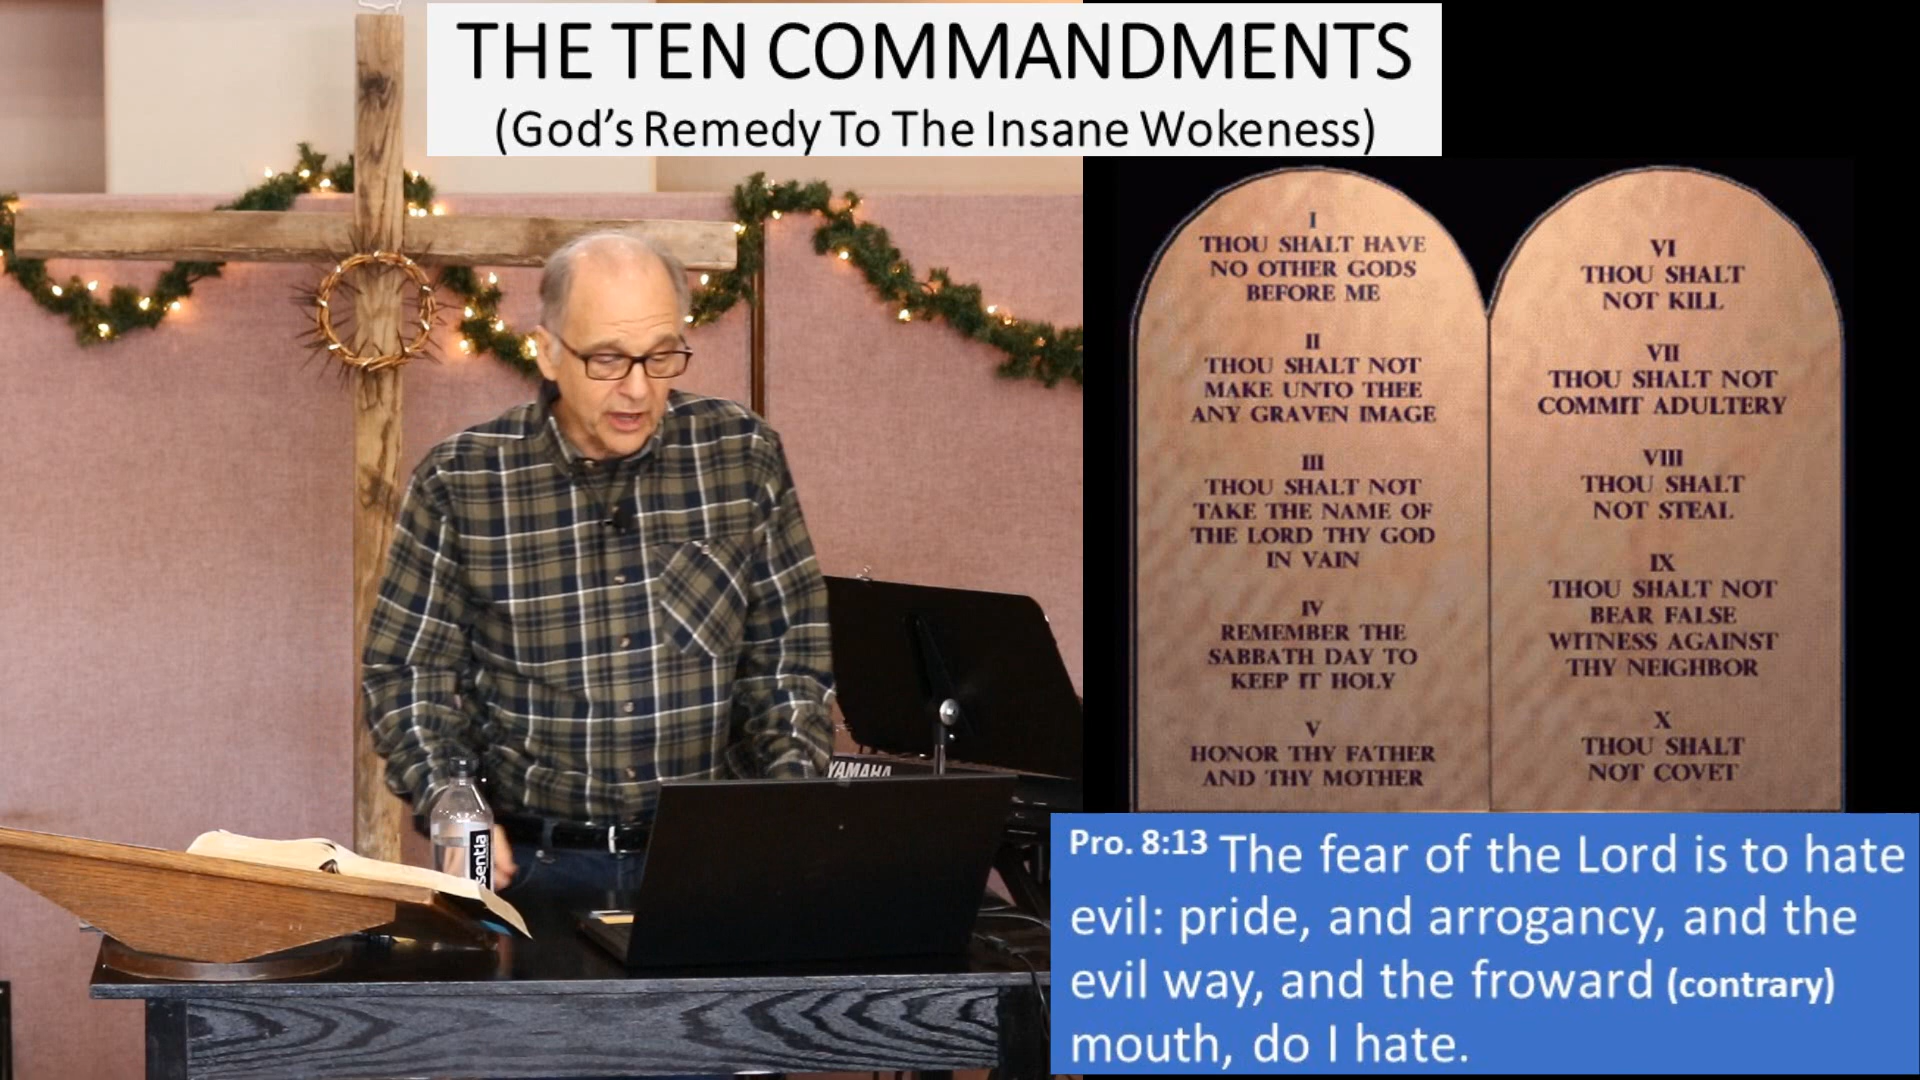 THE TEN COMMANDMENTS
(God's Remedy To The Insane Wokeness)
I
THOU SHALT HAVE
NO OTHER GODS
BEFORE ME
II
THOU SHALT NOT
MAKE UNTO THEE
ANY GRAVEN IMAGE
III
THOU SHALT NOT
TAKE THE NAME OF
THE LORD THY GOD
IN VAIN
IV
REMEMBER THE
SABBATH DAY TO
KEEP IT HOLY
V
HONOR THY FATHER
AND THY MOTHER
VI
THOU SHALT
NOT KILL
VII
THOU SHALT NOT
COMMIT ADULTERY
VIII
THOU SHALT
NOT STEAL
IX
THOU SHALT NOT
BEAR FALSE
WITNESS AGAINST
THY NEIGHBOR
X
THOU SHALT
NOT COVET
YAMAHA
sentia
Pro. 8:13 The fear of the Lord is to hate
evil: pride, and arrogancy, and the
evil way, and the froward (contrary)
mouth, do I hate.